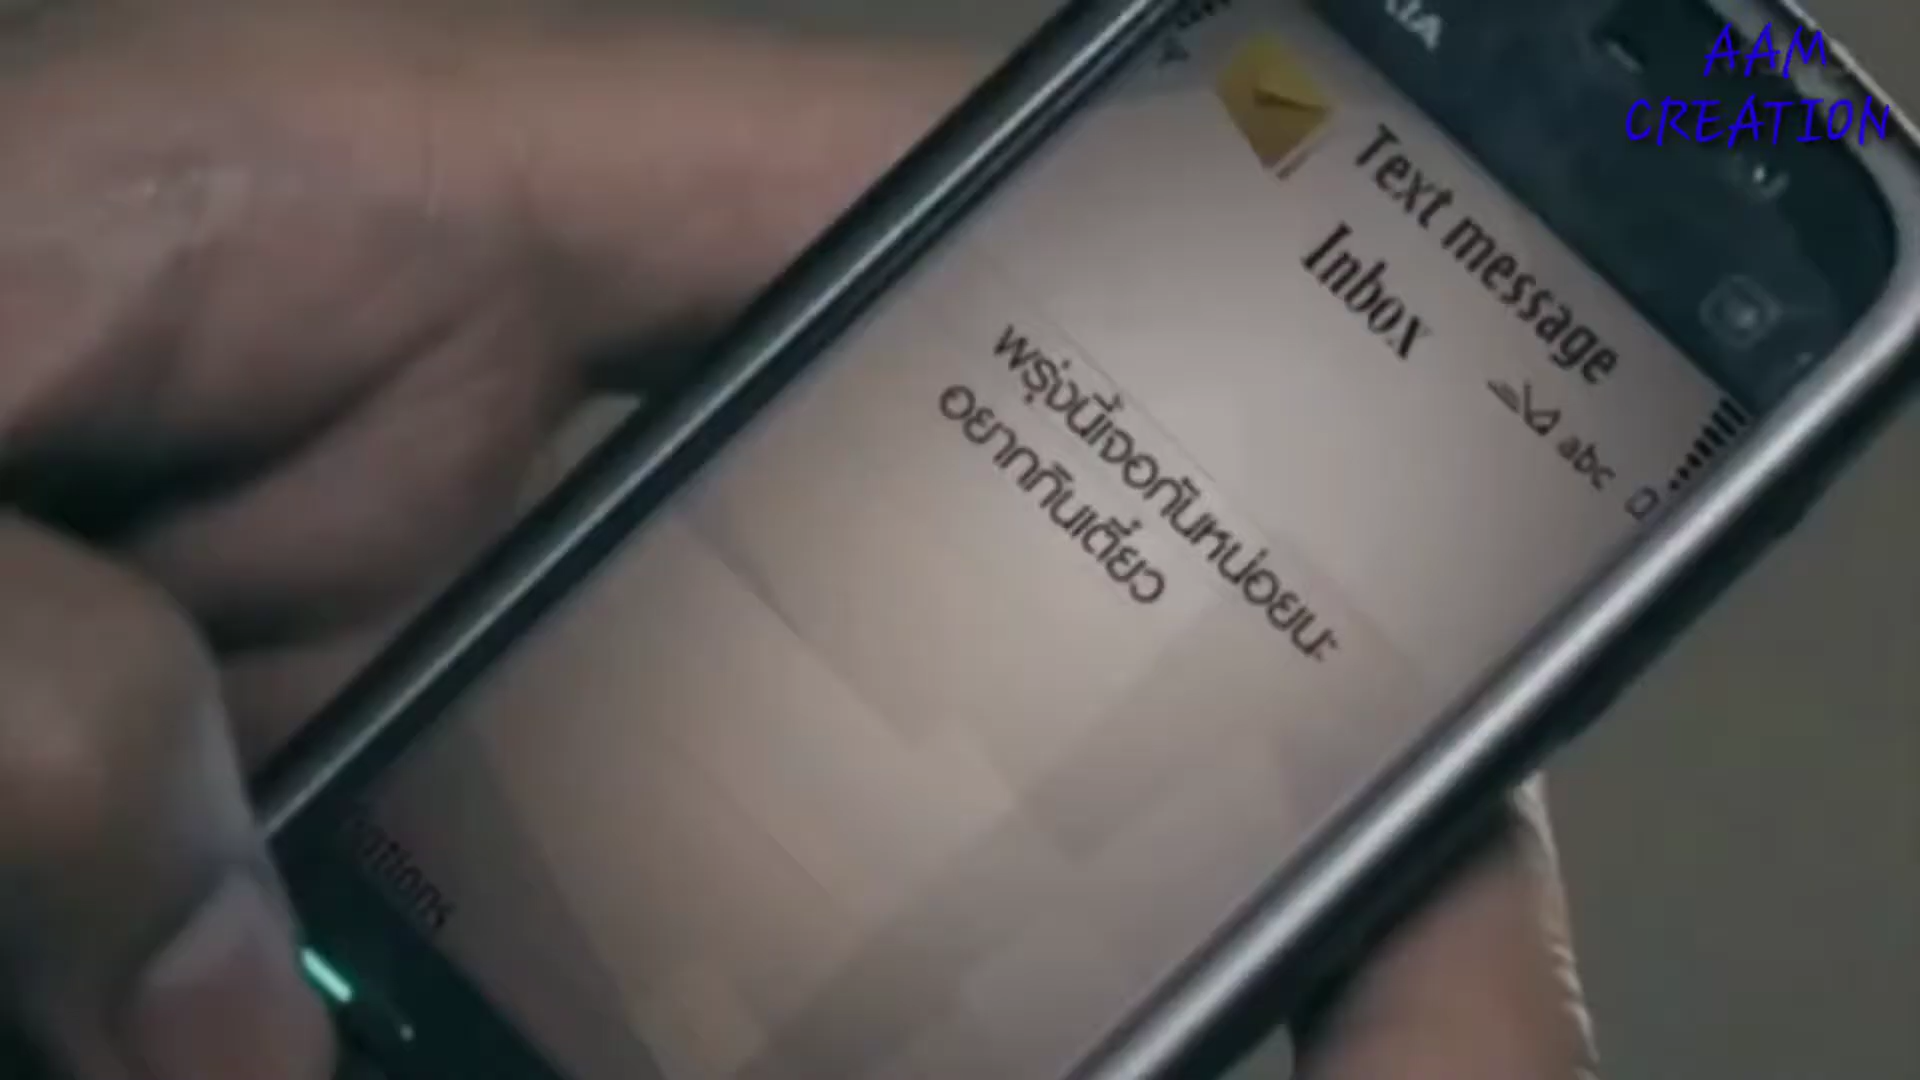 AAM
CREATION
Text message
Inbox
abc
พรุ่งนี้เจอกันหน่อยนะ
อยากกินเตี๋ยว